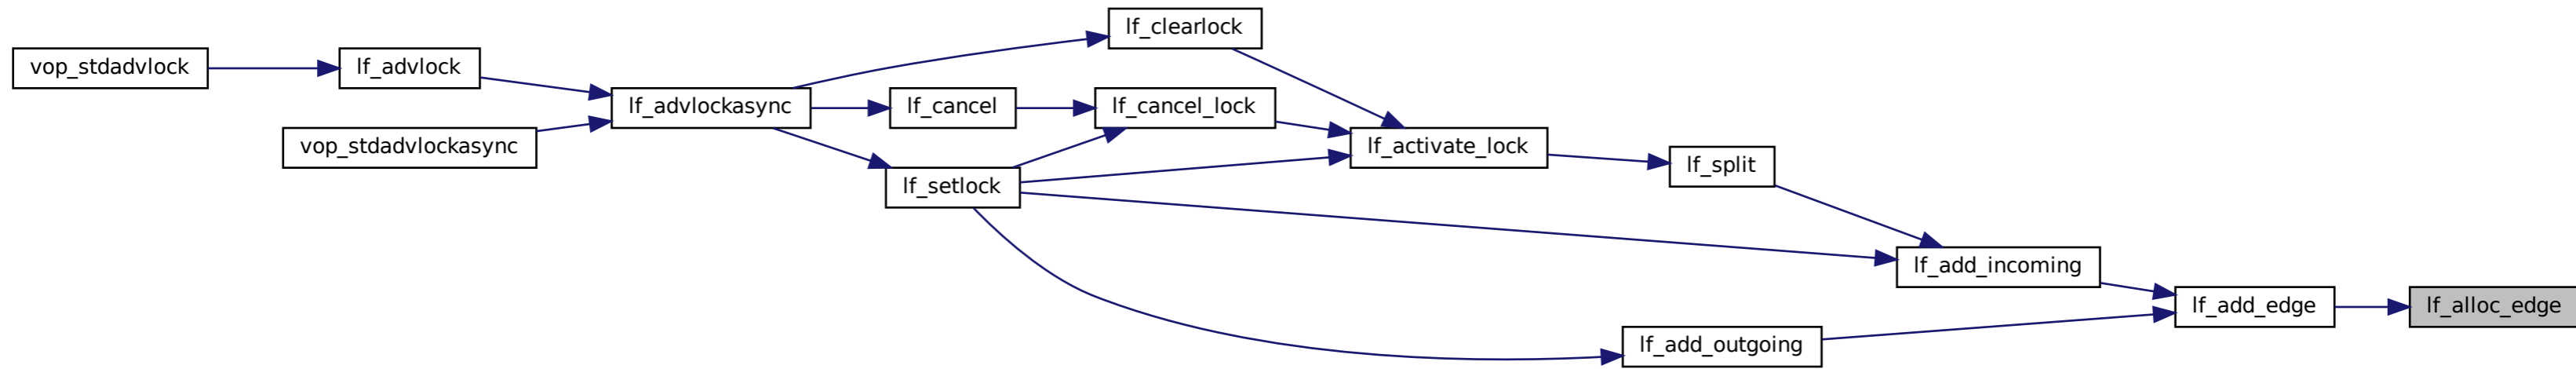 vop_stdadvlock
lf_advlock
vop_stdadvlockasync
lf_advlockasync
lf_clearlock
lf_cancel
lf_cancel_lock
lf_setlock
lf_activate_lock
lf_split
lf_add_incoming
lf_add_outgoing
lf_add_edge
lf_alloc_edge